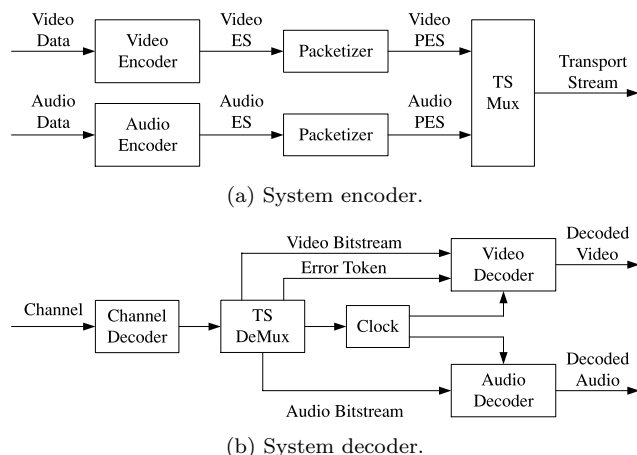 Video
Data
Video
Encoder
Video
ES
Packetizer
Video
PES
TS
Mux
Transport
Stream
Audio
Data
Audio
Encoder
Audio
ES
Packetizer
Audio
PES
(a) System encoder.
Video Bitstream
Error Token
Video
Decoder
Decoded
Video
Channel
Channel
Decoder
TS
DeMux
Clock
Audio Bitstream
Audio
Decoder
Decoded
Audio
(b) System decoder.